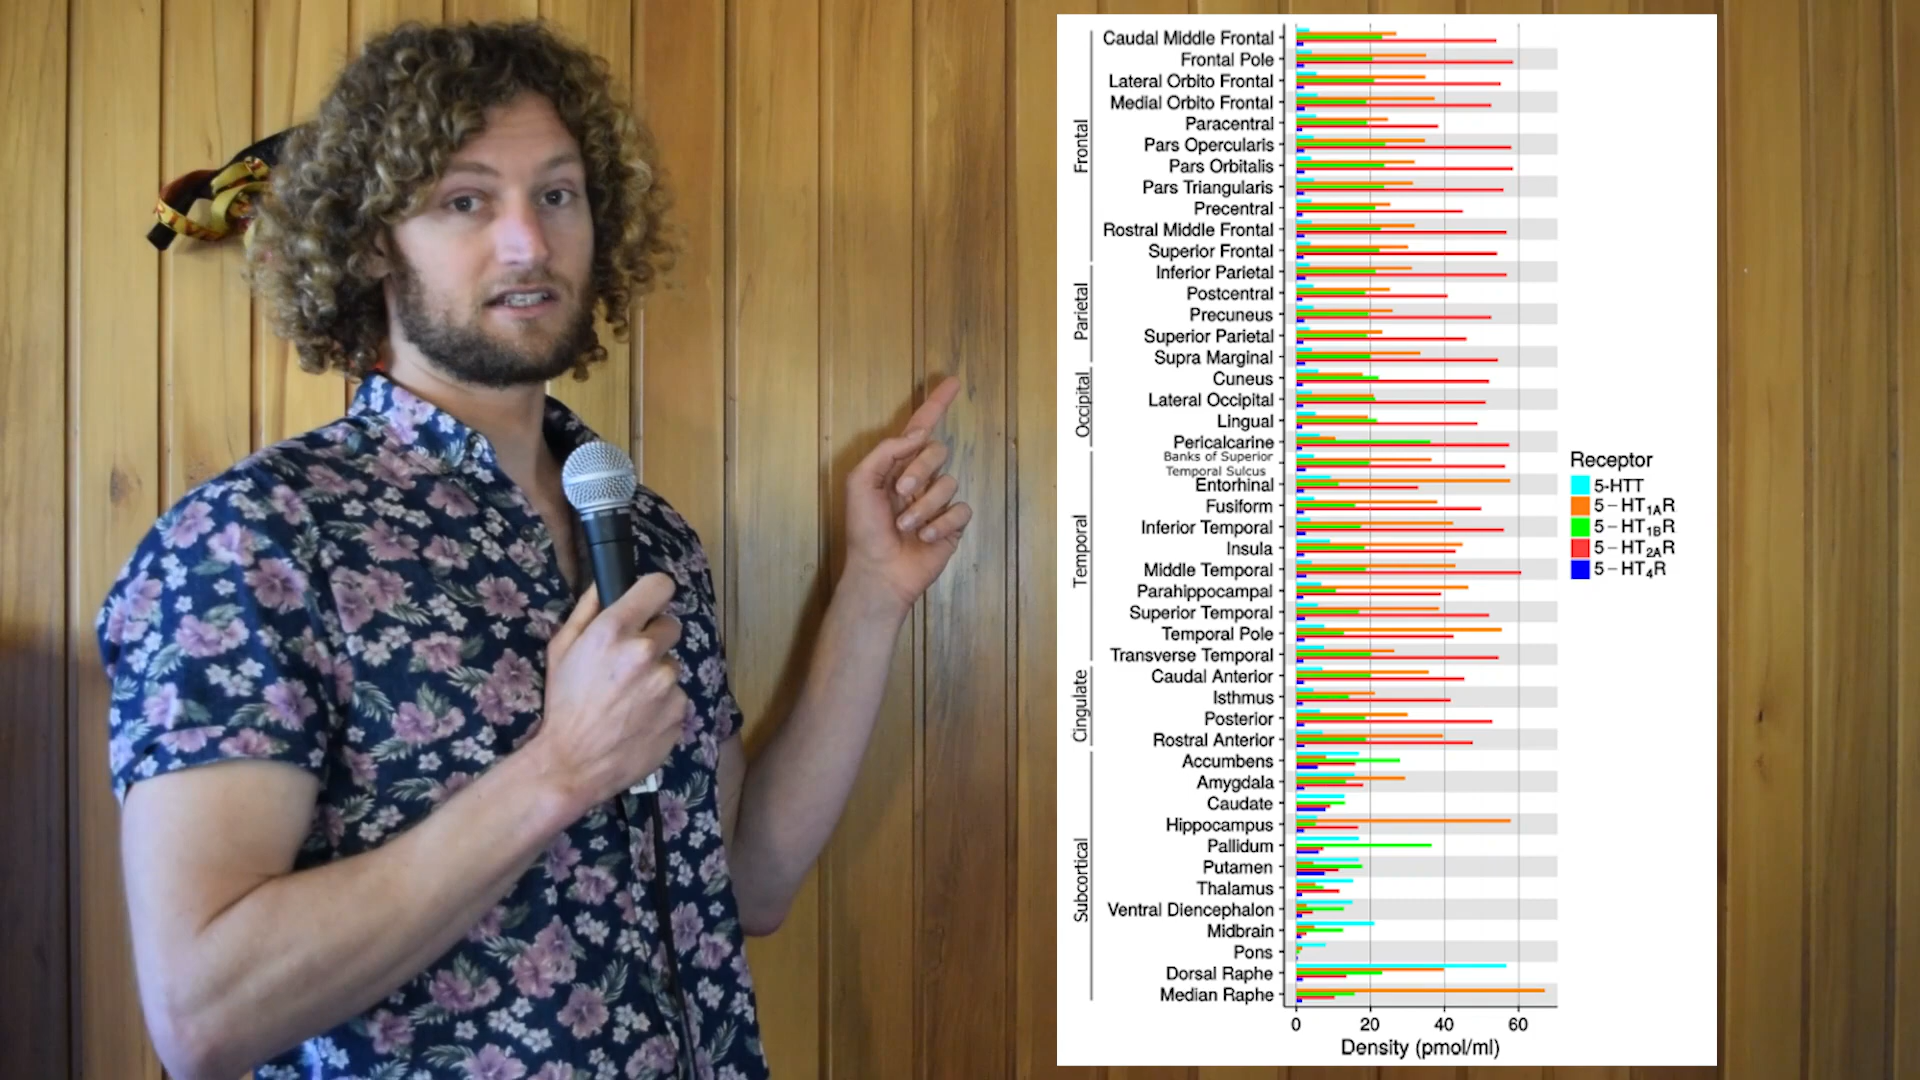 Frontal
Caudal Middle Frontal
Frontal Pole
Lateral Orbito Frontal
Medial Orbito Frontal
Paracentral
Pars Opercularis
Pars Orbitalis
Pars Triangularis
Precentral
Rostral Middle Frontal
Superior Frontal
Parietal
Inferior Parietal
Postcentral
Precuneus
Superior Parietal
Supra Marginal
Occipital
Cuneus
Lateral Occipital
Lingual
Pericalcarine
Temporal
Banks of Superior
Temporal Sulcus
Entorhinal
Fusiform
Inferior Temporal
Insula
Middle Temporal
Parahippocampal
Superior Temporal
Temporal Pole
Transverse Temporal
Cingulate
Caudal Anterior
Isthmus
Posterior
Rostral Anterior
Subcortical
Accumbens
Amygdala
Caudate
Hippocampus
Pallidum
Putamen
Thalamus
Ventral Diencephalon
Midbrain
Pons
Dorsal Raphe
Median Raphe
0 20 40 60
Density (pmol/ml)
Receptor
5-HTT
5-HT1AR
5-HT1BR
5-HT2AR
5-HT4R